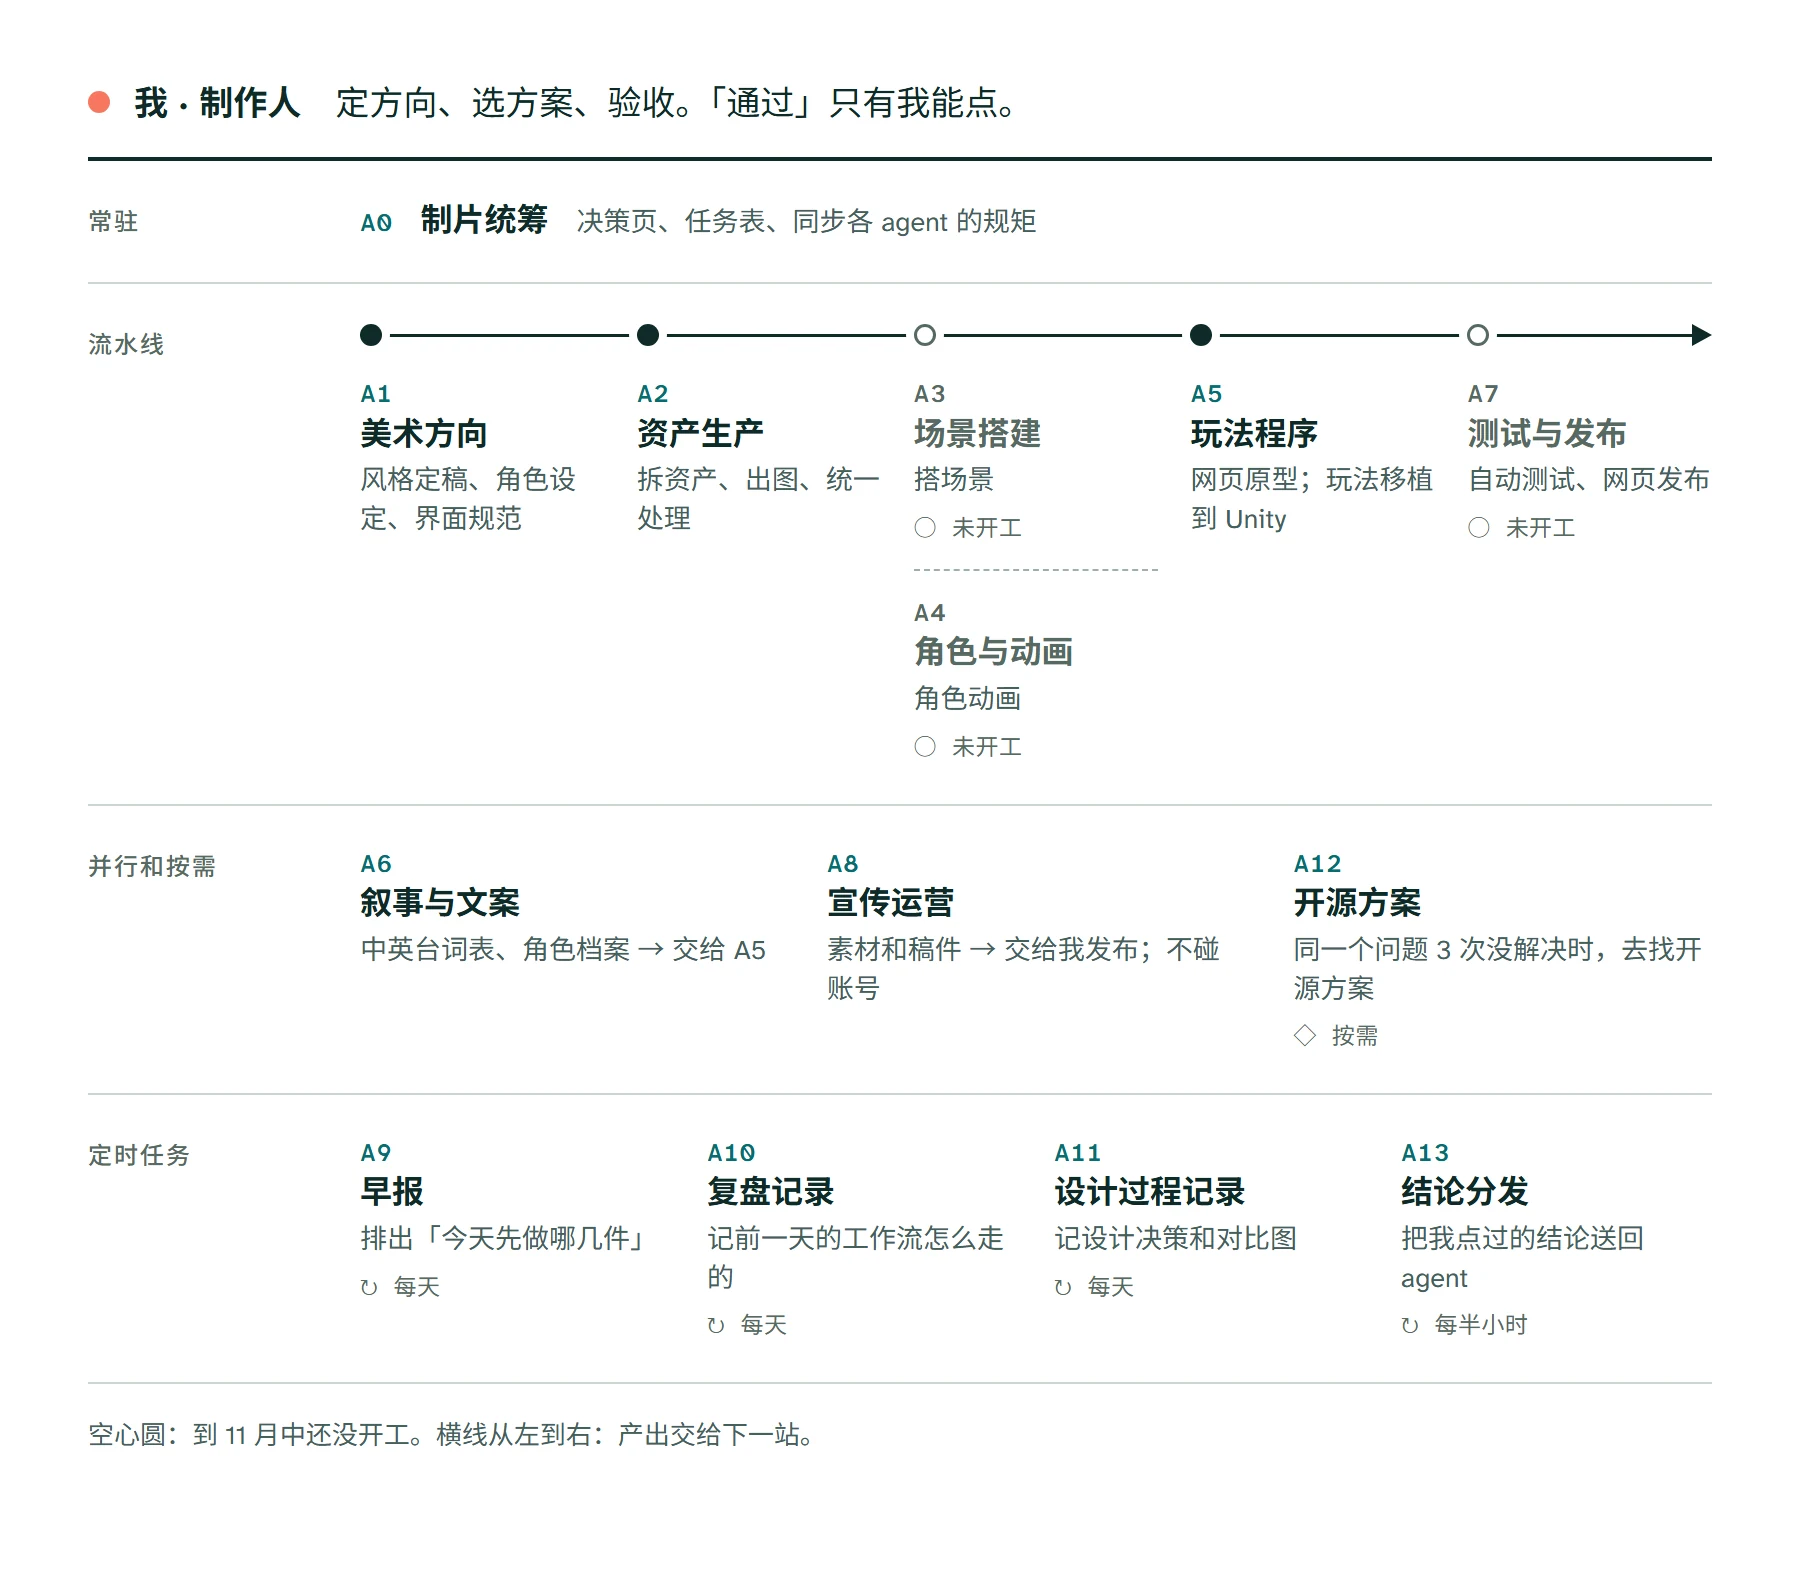 我 · 制作人 定方向、选方案、验收。「通过」只有我能点。
常驻
A0 制片统筹 决策页、任务表、同步各 agent 的规矩
流水线
A1
美术方向
风格定稿、角色设
定、界面规范
A2
资产生产
拆资产、出图、统一
处理
A3
场景搭建
搭场景
未开工
A4
角色与动画
角色动画
未开工
A5
玩法程序
网页原型；玩法移植
到 Unity
A7
测试与发布
自动测试、网页发布
未开工
并行和按需
A6
叙事与文案
中英台词表、角色档案 → 交给 A5
A8
宣传运营
素材和稿件 → 交给我发布；不碰
账号
A12
开源方案
同一个问题 3 次没解决时，去找开
源方案
◇ 按需
定时任务
A9
早报
排出「今天先做哪几件」
↻ 每天
A10
复盘记录
记前一天的工作流怎么走
的
↻ 每天
A11
设计过程记录
记设计决策和对比图
↻ 每天
A13
结论分发
把我点过的结论送回
agent
↻ 每半小时
空心圆：到 11 月中还没开工。横线从左到右：产出交给下一站。